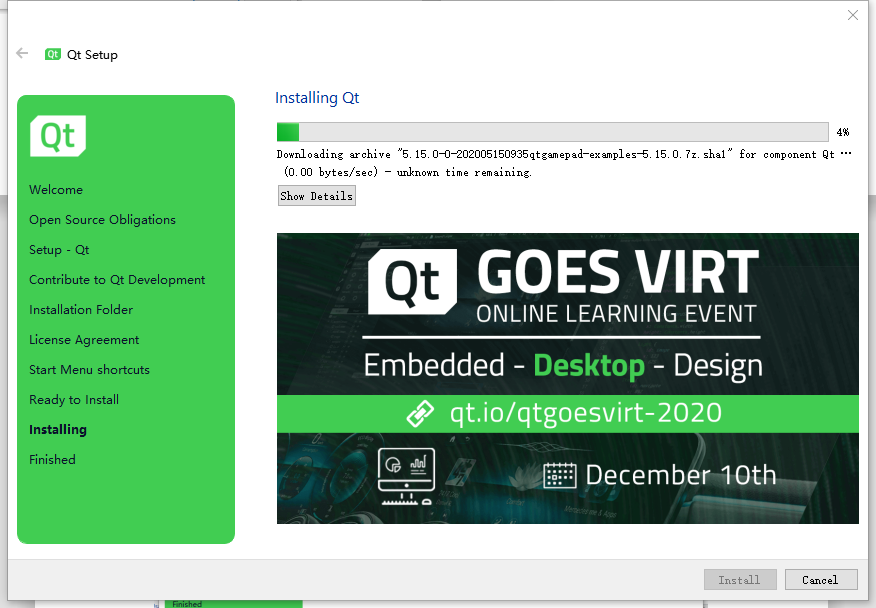 Qt Setup
Installing Qt
4%
Downloading archive "5.15.0-0-202005150935qtgamepad-examples-5.15.0.7z.sha1" for component Qt ...
(0.00 bytes/sec) - unknown time remaining.
Show Details
Qt
Welcome
Open Source Obligations
Setup - Qt
Contribute to Qt Development
Installation Folder
License Agreement
Start Menu shortcuts
Ready to Install
Installing
Finished
Qt GOES VIRT
ONLINE LEARNING EVENT
Embedded - Desktop - Design
qt.io/qtgoesvirt-2020
December 10th
Install
Cancel
Finished